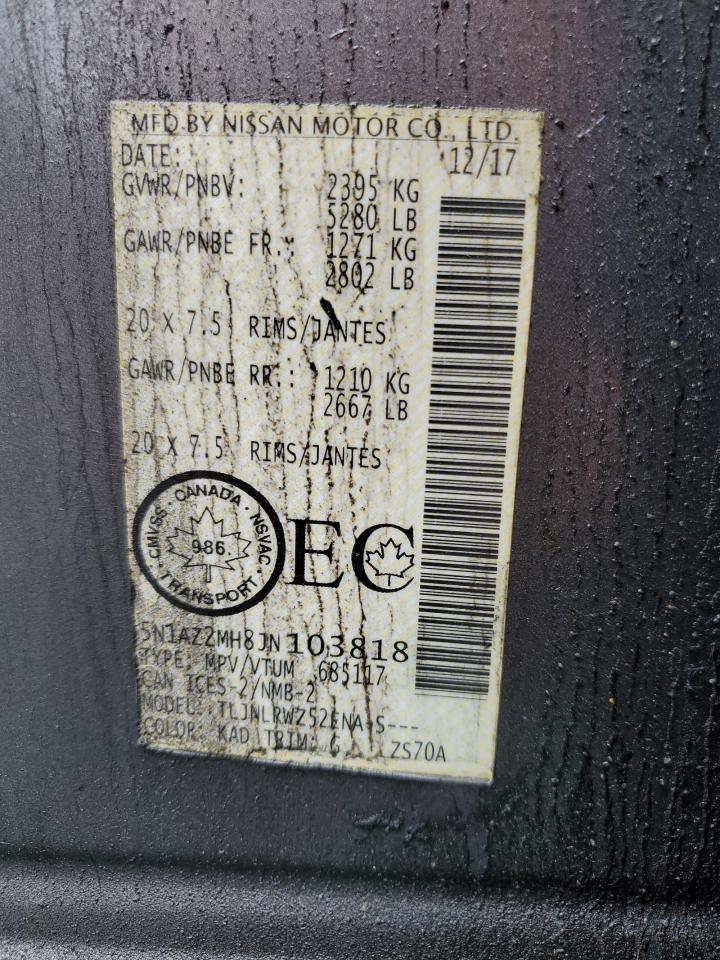 MFD BY NISSAN MOTOR CO., LTD.
DATE: 12/17
GVWR/PNBV: 2395 KG
5280 LB
GAWR/PNBE FR.: 1271 KG
2802 LB
20 X 7.5 RIMS/JANTES
GAWR/PNBE RR.: 1210 KG
2667 LB
20 X 7.5 RIMS/JANTES
CMVSS · CANADA · NSVAC
986
TRANSPORT
EC
5N1AZ2MH8JN103818
TYPE: MPV/VTUM 685117
CAN ICES-2/NMB-2
MODEL: TLJNLRWZ52ENA-S---
COLOR: KAD TRIM: G ZS70A